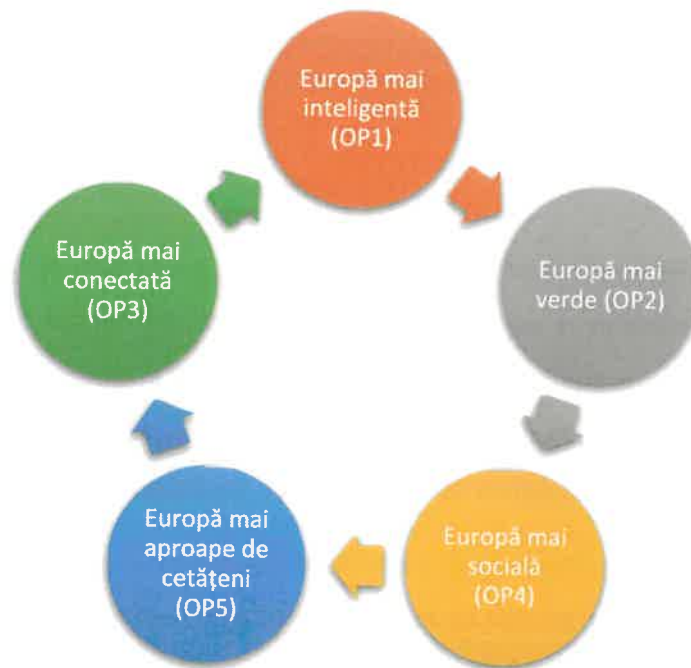 Europă mai
inteligentă
(OP1)
Europă mai
verde (OP2)
Europă mai
socială
(OP4)
Europă mai
aproape de
cetățeni
(OP5)
Europă mai
conectată
(OP3)